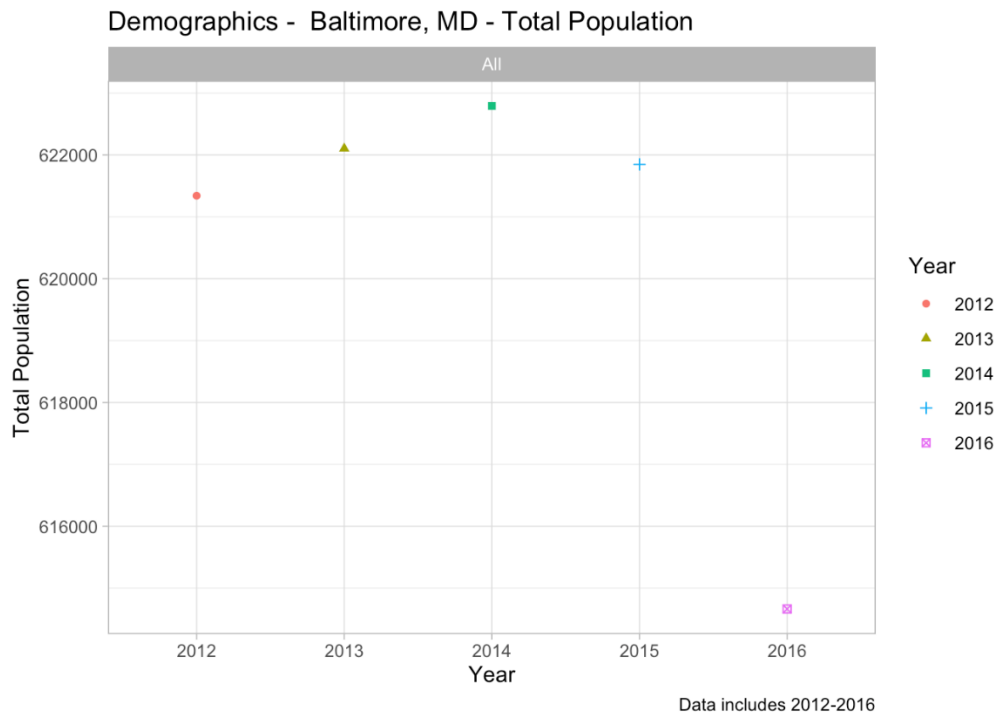 Demographics -  Baltimore, MD - Total Population
All
Total Population
622000
620000
618000
616000
2012
2013
2014
2015
2016
Year
Year
2012
2013
2014
2015
2016
Data includes 2012-2016